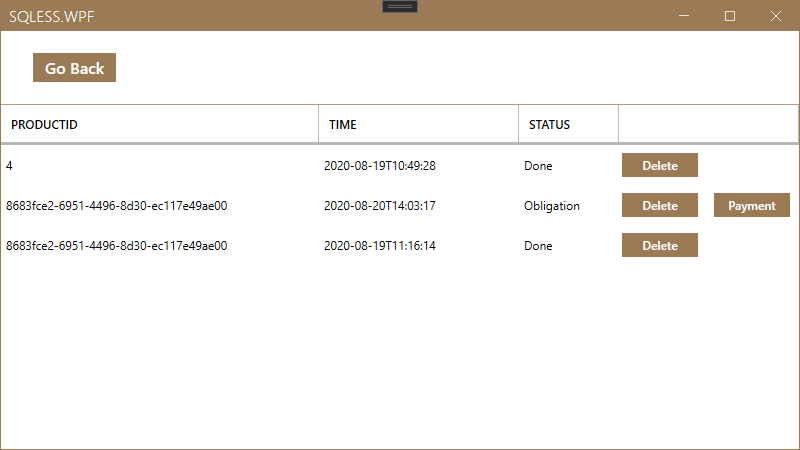 SQLESS.WPF
Go Back
PRODUCTID TIME STATUS
4 2020-08-19T10:49:28 Done Delete
8683fce2-6951-4496-8d30-ec117e49ae00 2020-08-20T14:03:17 Obligation Delete Payment
8683fce2-6951-4496-8d30-ec117e49ae00 2020-08-19T11:16:14 Done Delete